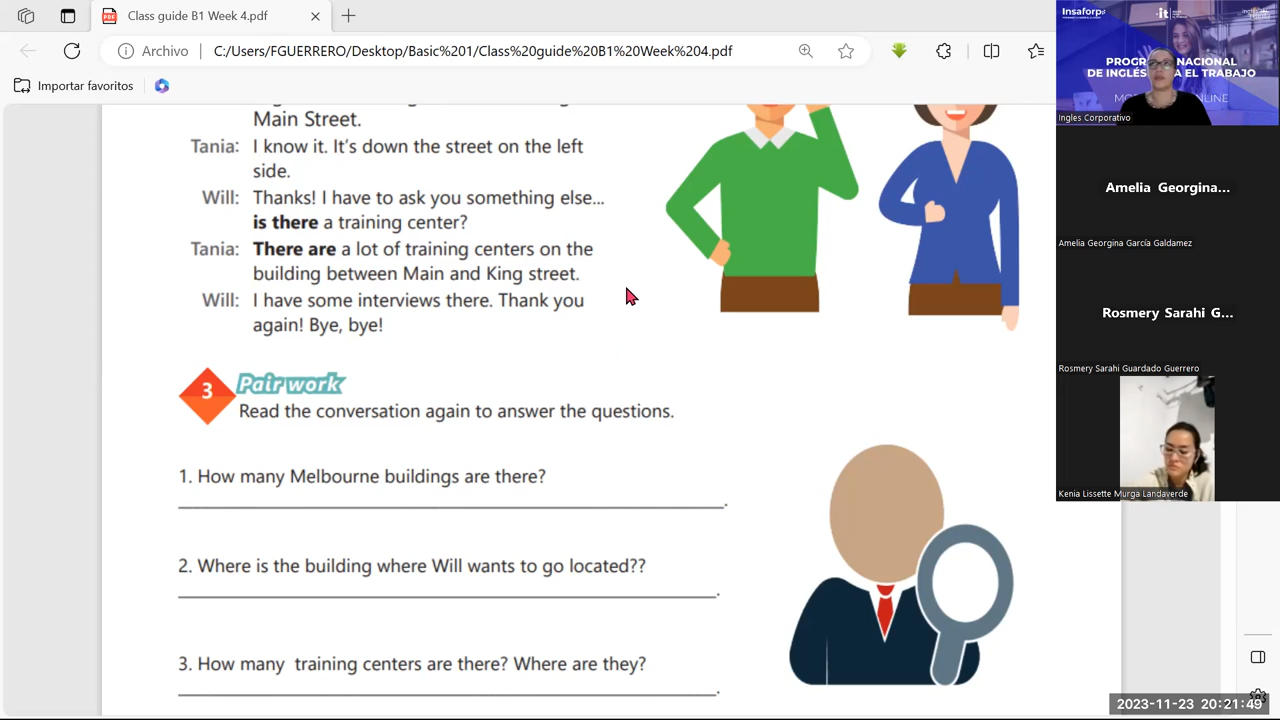 Class guide B1 Week 4.pdf
Archivo
C:/Users/FGUERRERO/Desktop/Basic%201/Class%20guide%20B1%20Week%204.pdf
Importar favoritos
Main Street.
Tania: I know it. It's down the street on the left
side.
Will: Thanks! I have to ask you something else...
is there a training center?
Tania: There are a lot of training centers on the
building between Main and King street.
Will: I have some interviews there. Thank you
again! Bye, bye!
3 Pair work
Read the conversation again to answer the questions.
1. How many Melbourne buildings are there?
2. Where is the building where Will wants to go located??
3. How many training centers are there? Where are they?
Insaforp
it
PROGR NACIONAL
DE INGLÉS A EL TRABAJO
NLINE
Ingles Corporativo
Amelia Georgina...
Amelia Georgina García Galdamez
Rosmery Sarahi G...
Rosmery Sarahi Guardado Guerrero
Kenia Lissette Murga Landaverde
2023-11-23 20:21:49